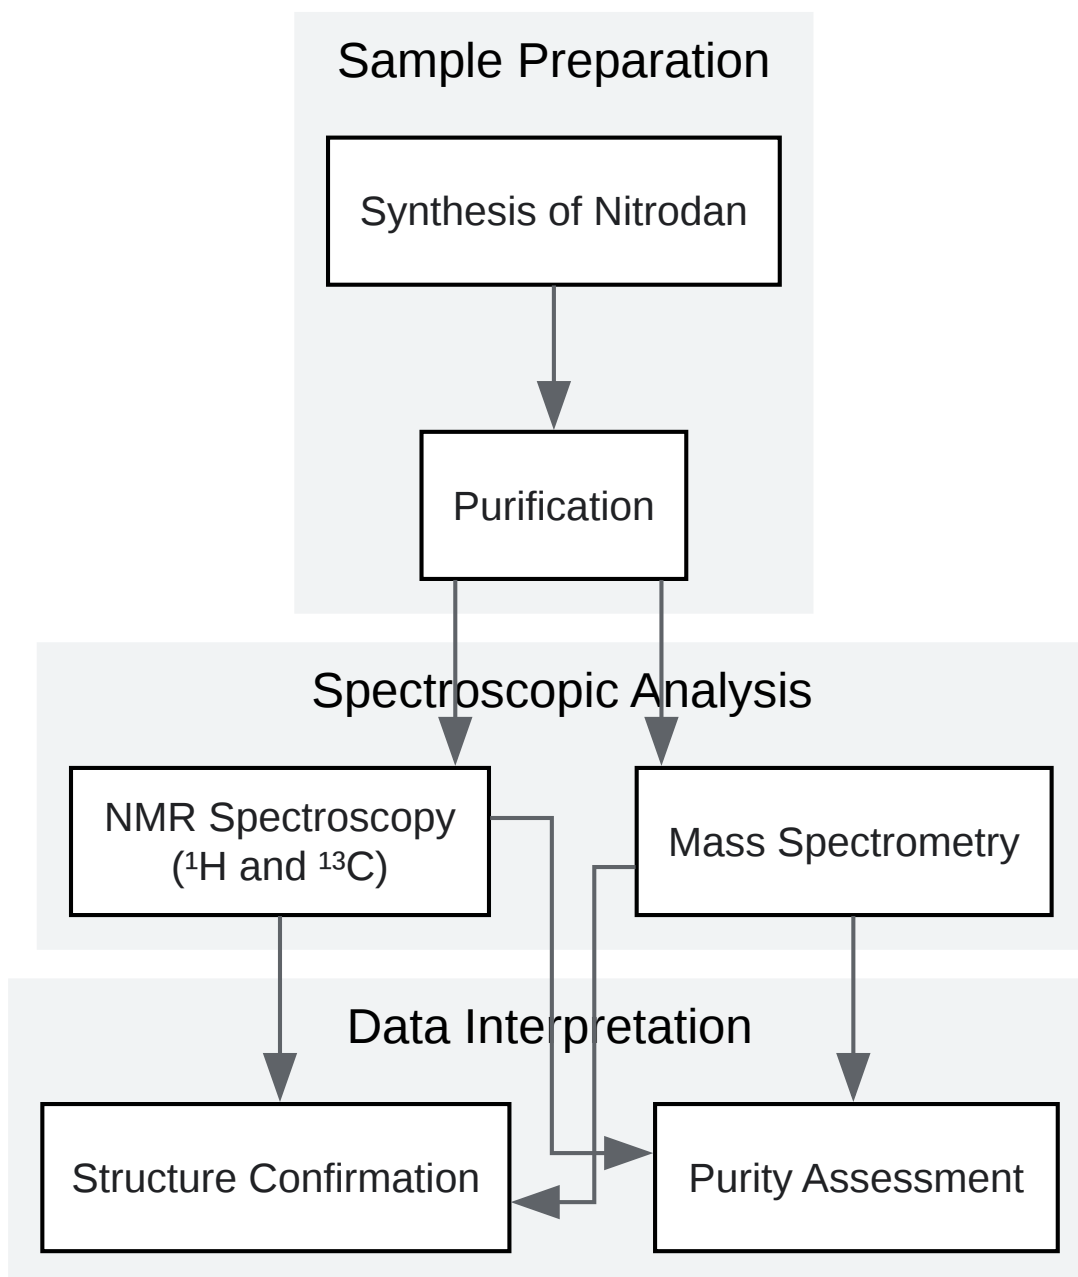 Sample Preparation
Synthesis of Nitrodan
Purification
Spectroscopic Analysis
NMR Spectroscopy
(¹H and ¹³C)
Mass Spectrometry
Data Interpretation
Structure Confirmation
Purity Assessment